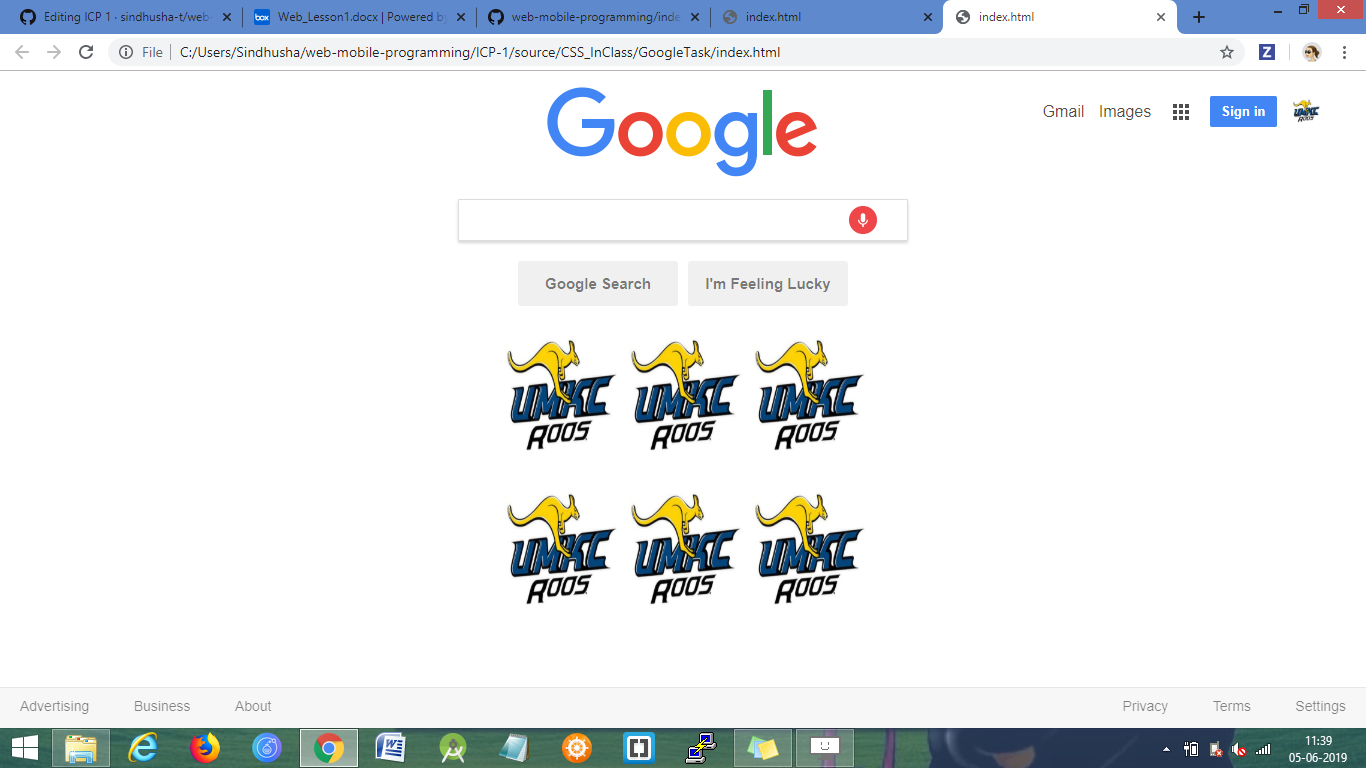 Editing ICP 1 · sindhusha-t/web-
Web_Lesson1.docx | Powered by
web-mobile-programming/inde
index.html
index.html
File
C:/Users/Sindhusha/web-mobile-programming/ICP-1/source/CSS_InClass/GoogleTask/index.html
Z
box
Google
Gmail Images
Sign in
UMKC
Google Search
I'm Feeling Lucky
UMKC UMKC UMKC
ROOS ROOS ROOS
UMKC UMKC UMKC
ROOS ROOS ROOS
Advertising Business About
Privacy Terms Settings
11:39
05-06-2019